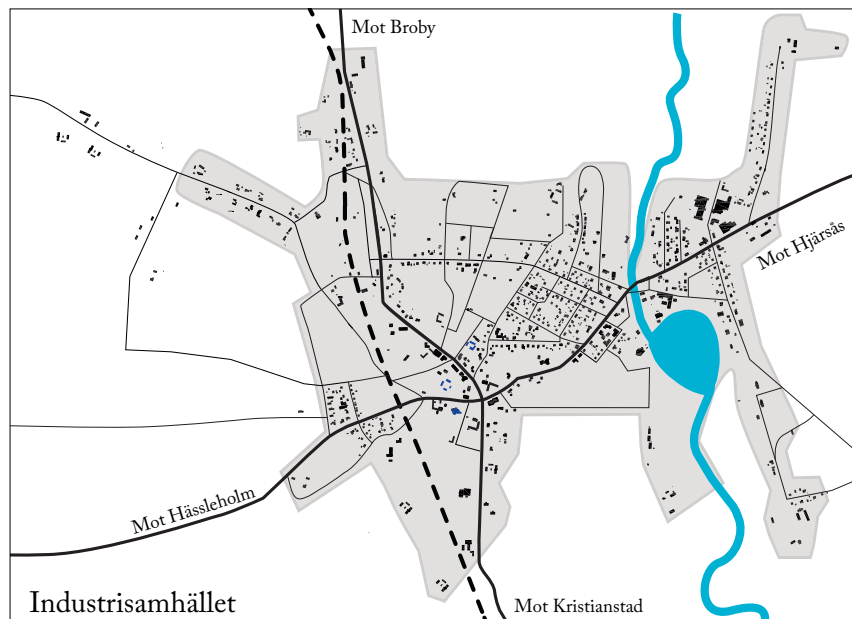 Mot Broby
Mot Hjärsås
Mot Hässleholm
Industrisamhället
Mot Kristianstad